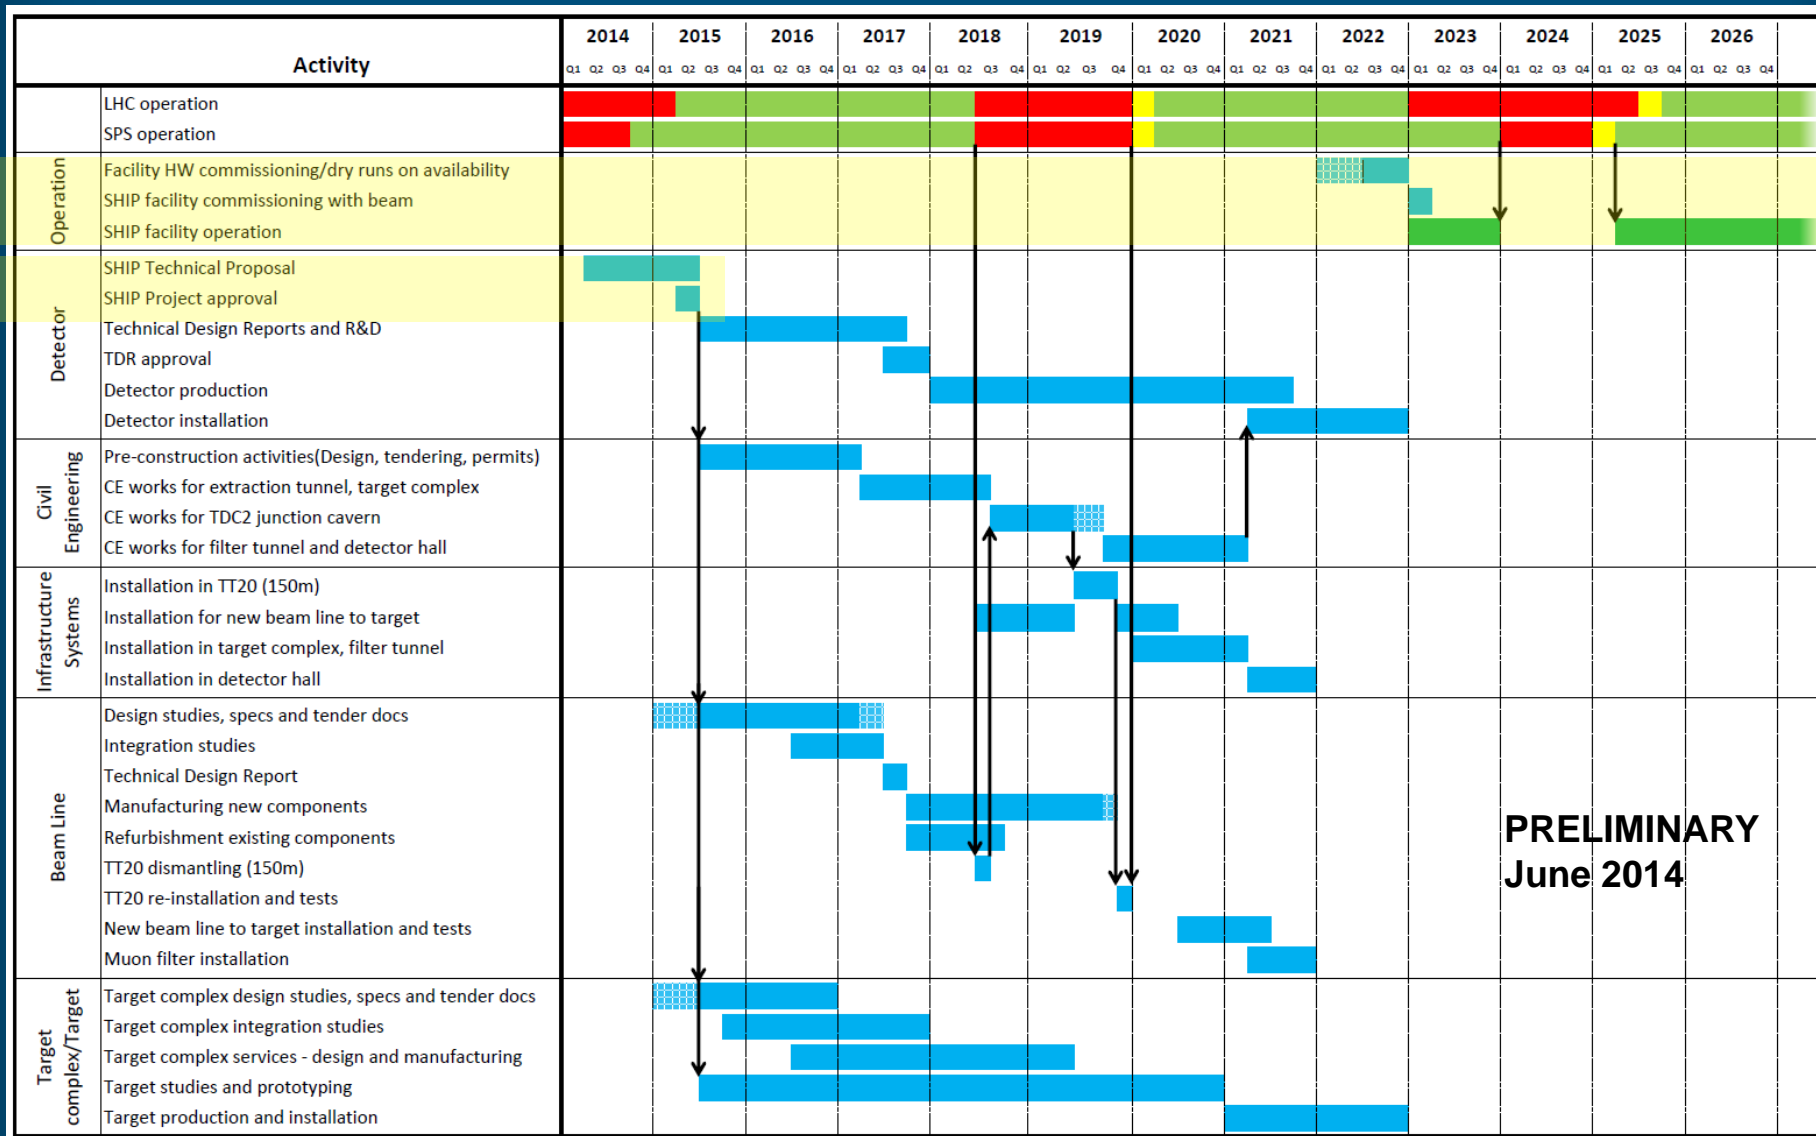 Activity
2014 2015 2016 2017 2018 2019 2020 2021 2022 2023 2024 2025 2026
Q1 Q2 Q3 Q4 Q1 Q2 Q3 Q4 Q1 Q2 Q3 Q4 Q1 Q2 Q3 Q4 Q1 Q2 Q3 Q4 Q1 Q2 Q3 Q4 Q1 Q2 Q3 Q4 Q1 Q2 Q3 Q4 Q1 Q2 Q3 Q4 Q1 Q2 Q3 Q4 Q1 Q2 Q3 Q4 Q1 Q2 Q3 Q4 Q1 Q2 Q3 Q4
LHC operation
SPS operation
Operation
Facility HW commissioning/dry runs on availability
SHIP facility commissioning with beam
SHIP facility operation
Detector
SHIP Technical Proposal
SHIP Project approval
Technical Design Reports and R&D
TDR approval
Detector production
Detector installation
Civil
Engineering
Pre-construction activities(Design, tendering, permits)
CE works for extraction tunnel, target complex
CE works for TDC2 junction cavern
CE works for filter tunnel and detector hall
Infrastructure
Systems
Installation in TT20 (150m)
Installation for new beam line to target
Installation in target complex, filter tunnel
Installation in detector hall
Beam Line
Design studies, specs and tender docs
Integration studies
Technical Design Report
Manufacturing new components
Refurbishment existing components
TT20 dismantling (150m)
TT20 re-installation and tests
New beam line to target installation and tests
Muon filter installation
Target
complex/Target
Target complex design studies, specs and tender docs
Target complex integration studies
Target complex services - design and manufacturing
Target studies and prototyping
Target production and installation
PRELIMINARY
June 2014